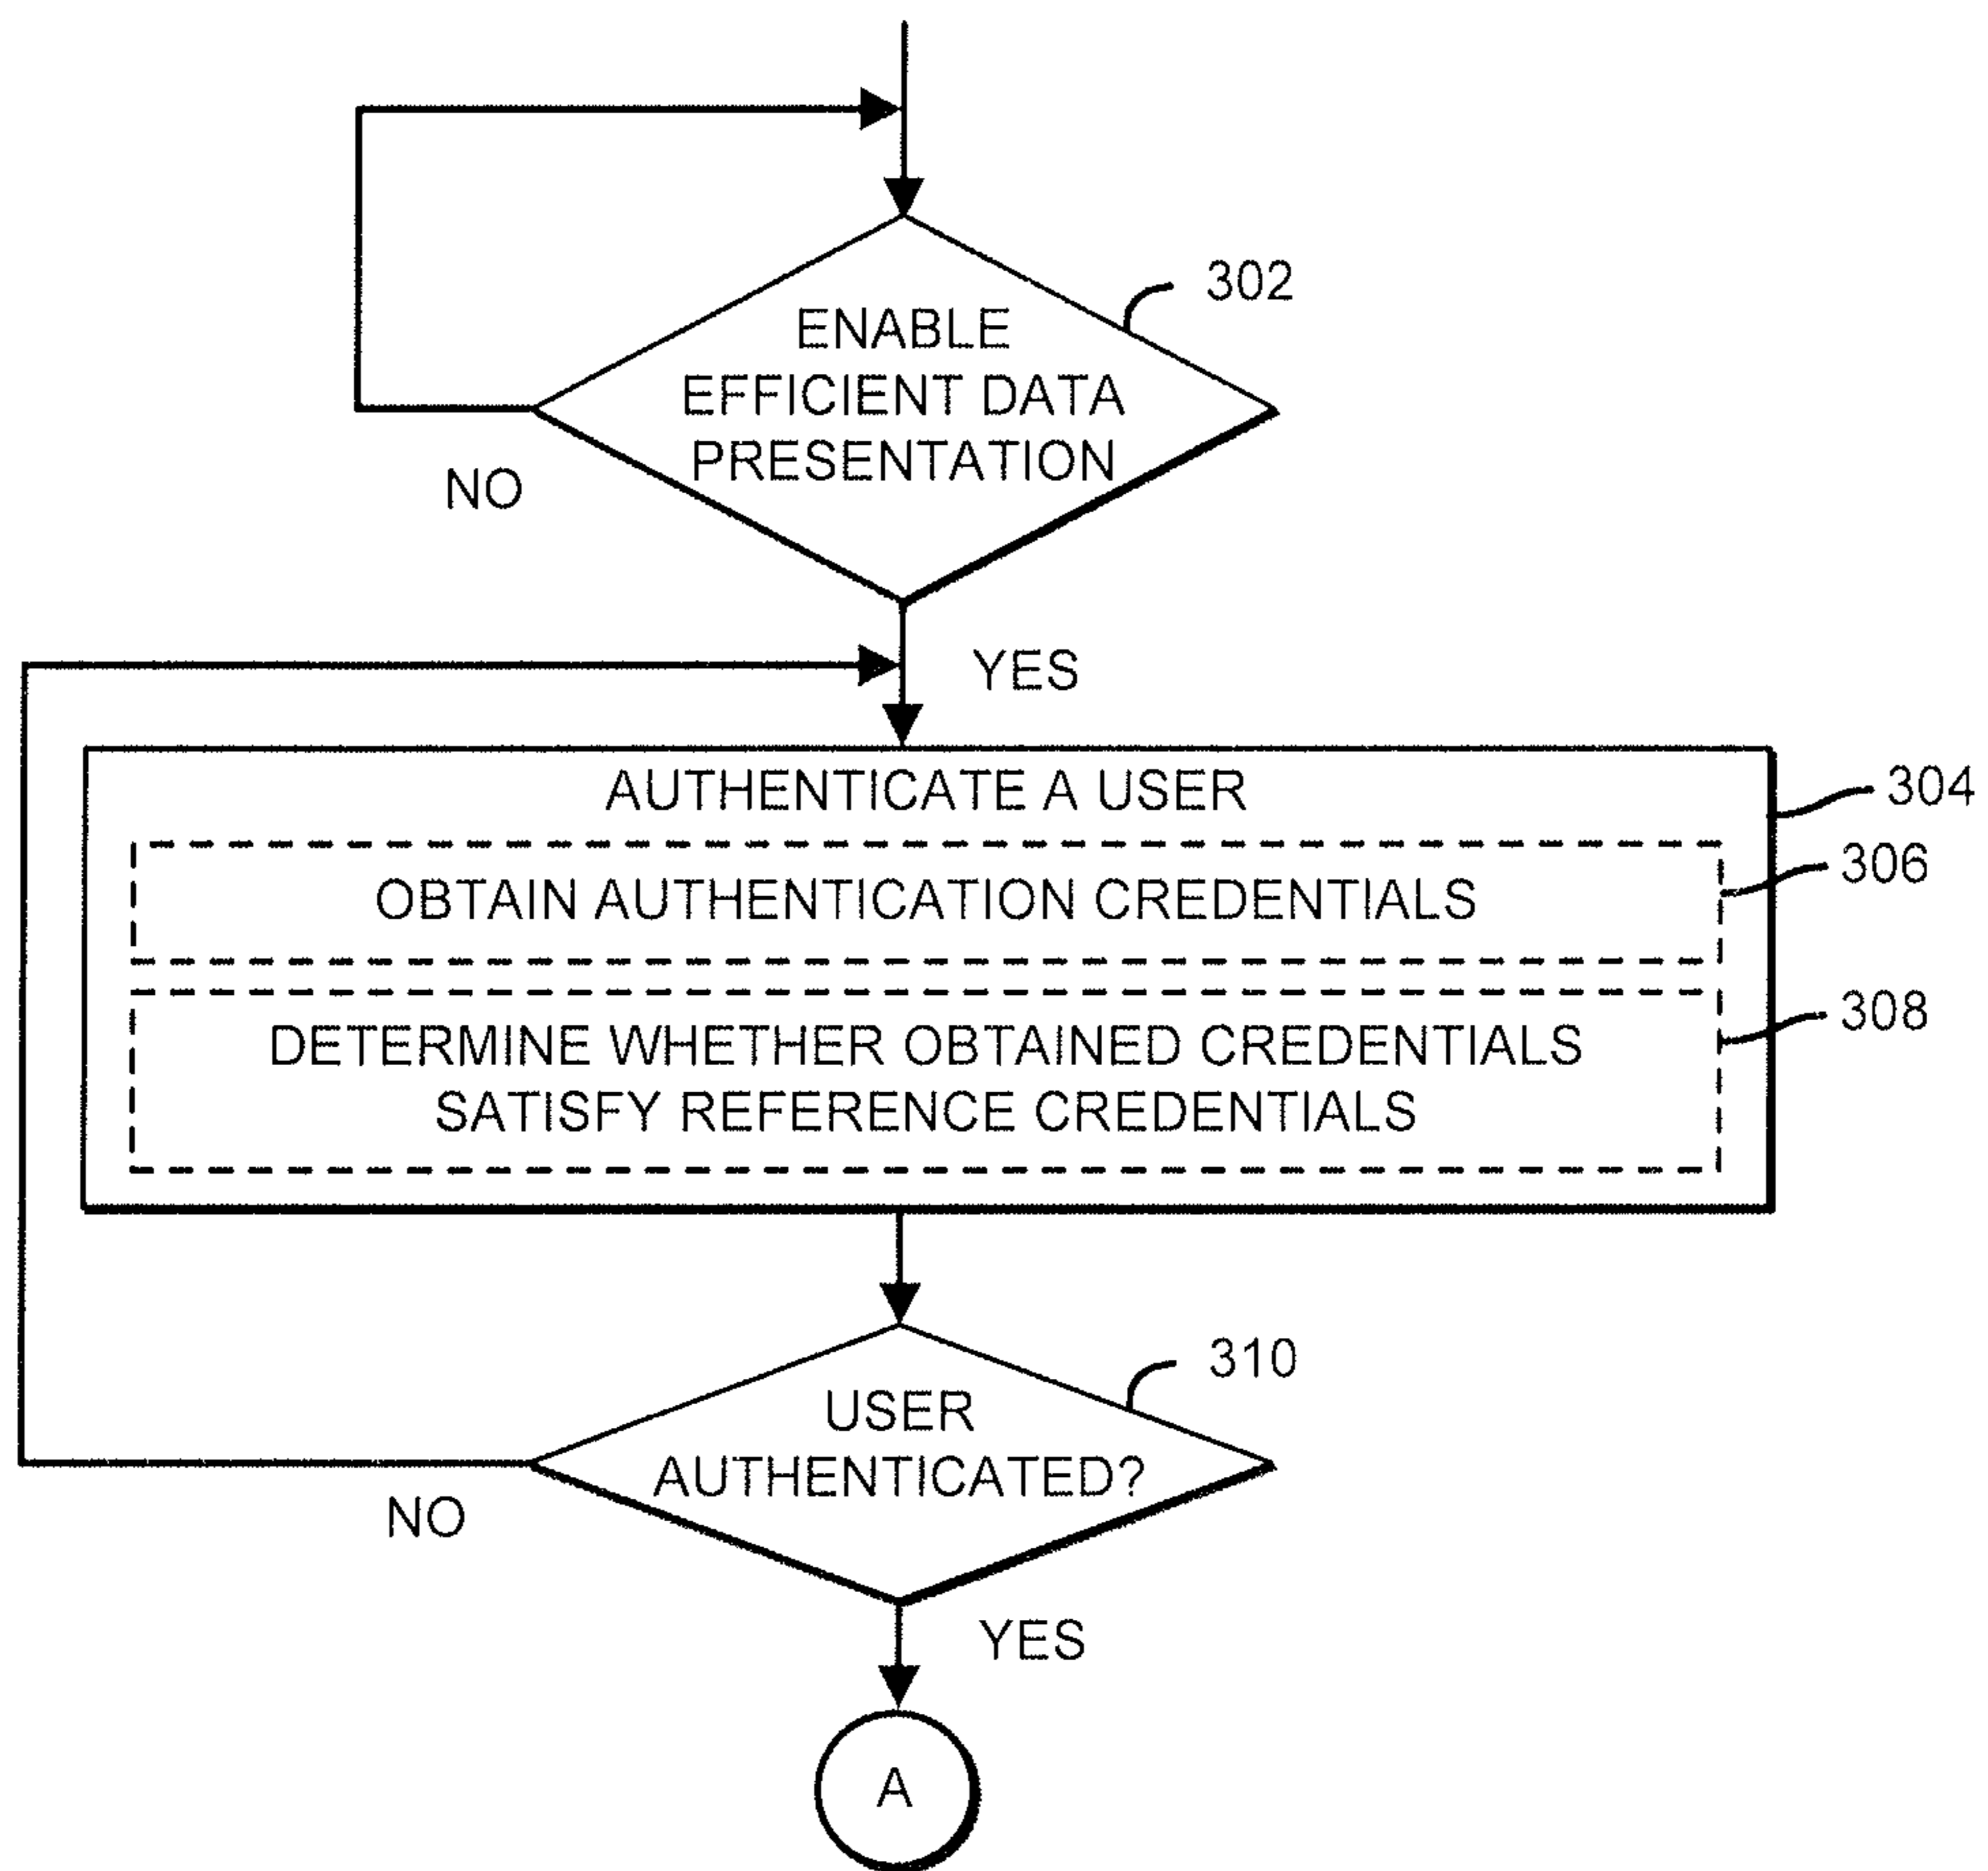 302
ENABLE
EFFICIENT DATA
PRESENTATION
NO
YES
AUTHENTICATE A USER
304
306
OBTAIN AUTHENTICATION CREDENTIALS
308
DETERMINE WHETHER OBTAINED CREDENTIALS
SATISFY REFERENCE CREDENTIALS
310
USER
AUTHENTICATED?
NO
YES
A